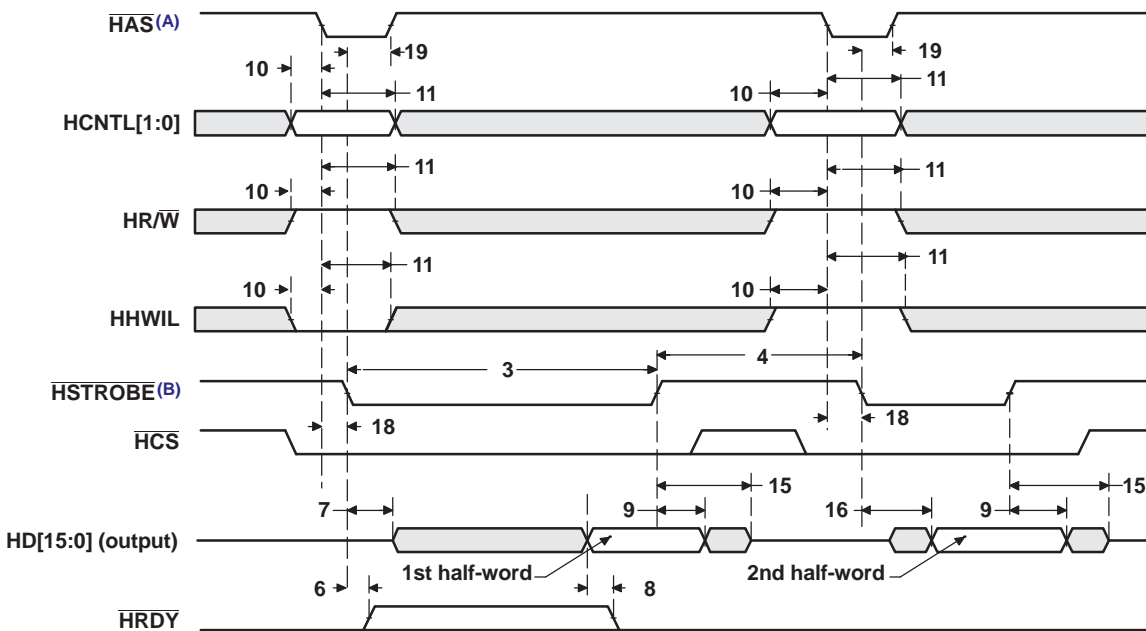 HAS(A)
19
19
10
11
10
11
HCNTL[1:0]
11
11
10
10
HR/W
11
11
10
10
HHWIL
3
4
HSTROBE(B)
18
18
HCS
15
15
7
9
16
9
HD[15:0] (output)
1st half-word
2nd half-word
6
8
HRDY